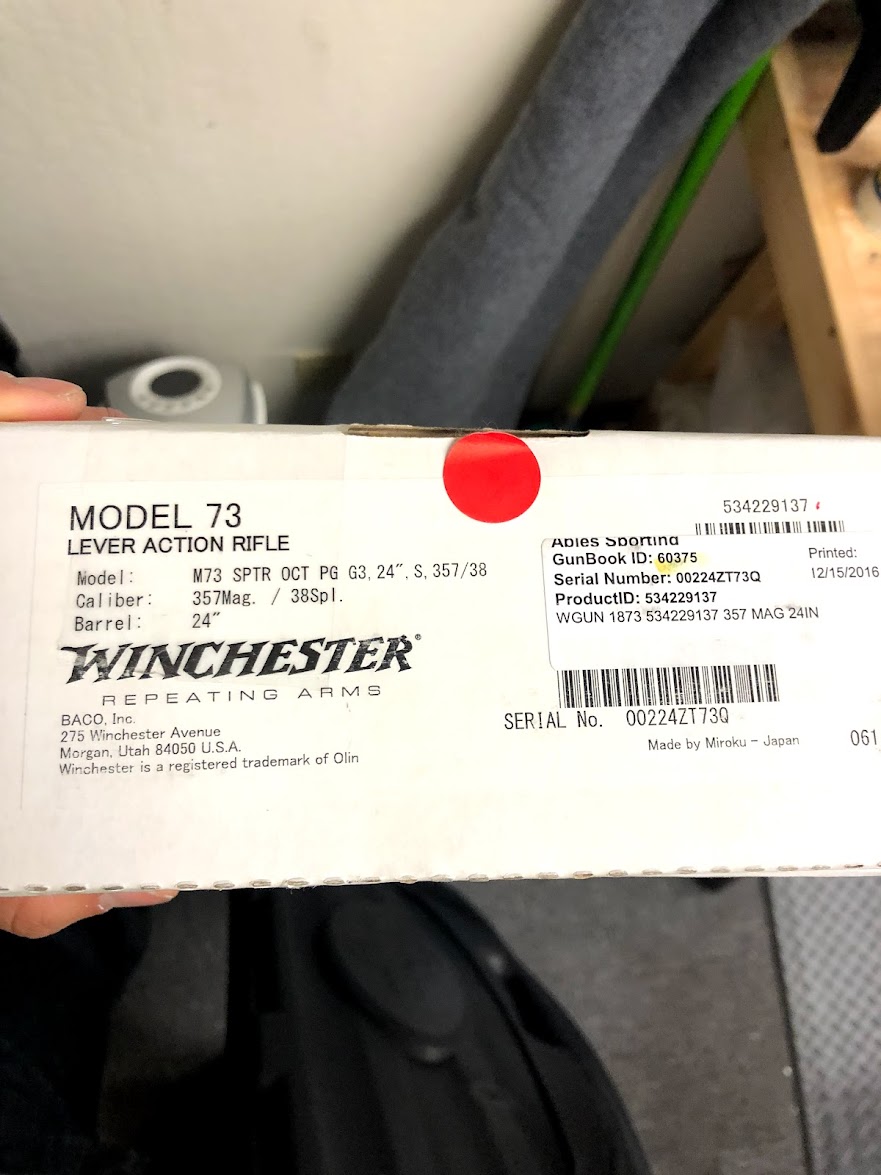 MODEL 73
LEVER ACTION RIFLE
Model: M73 SPTR OCT PG G3, 24", S, 357/38
Caliber: 357Mag. / 38Spl.
Barrel: 24"
WINCHESTER®
REPEATING ARMS
BACO, Inc.
275 Winchester Avenue
Morgan, Utah 84050 U.S.A.
Winchester is a registered trademark of Olin
534229137
Ables Sporting
GunBook ID: 60375
Serial Number: 00224ZT73Q
ProductID: 534229137
WGUN 1873 534229137 357 MAG 24IN
Printed:
12/15/2016
SERIAL No. 00224ZT73Q
Made by Miroku - Japan
061